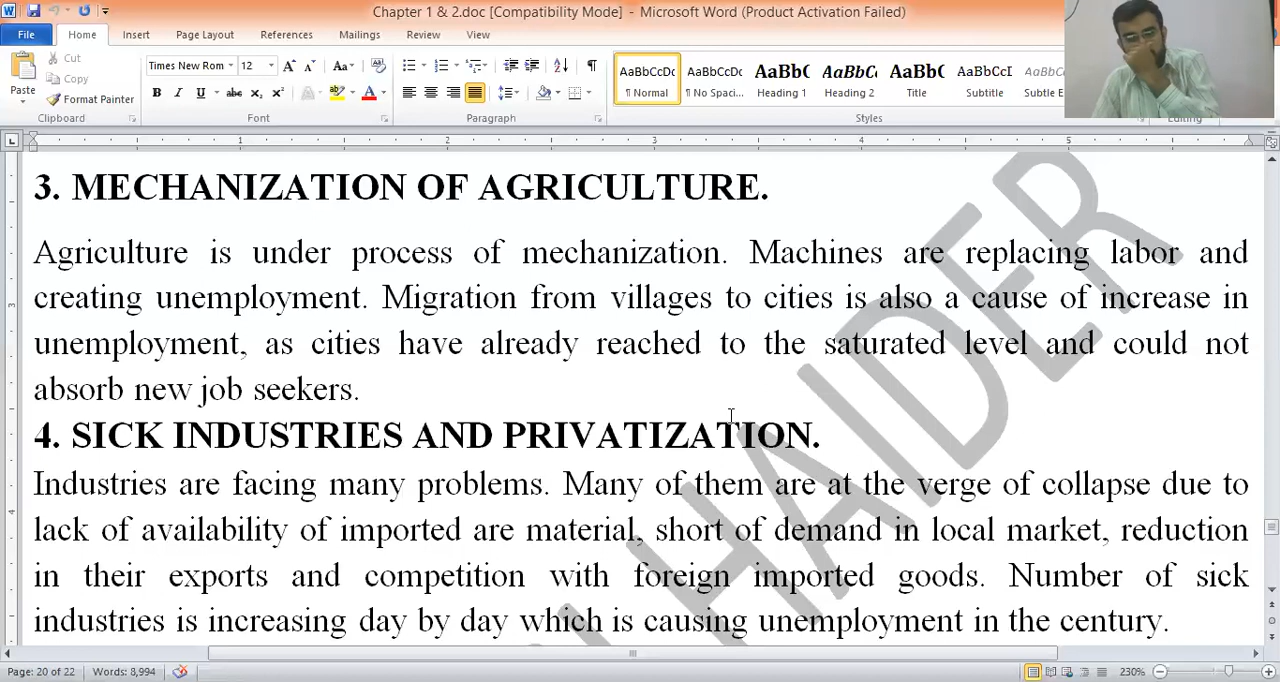 Chapter 1 & 2.doc [Compatibility Mode] - Microsoft Word (Product Activation Failed)
File Home Insert Page Layout References Mailings Review View
Cut
Copy
Format Painter
Paste
Clipboard
Times New Rom 12
Font
Paragraph
AaBbCcDc AaBbCcDc AaBbC AaBbCc AaBbC AaBbCcD
¶ Normal ¶ No Spaci... Heading 1 Heading 2 Title Subtitle Subtle E
Styles
Editing
1 2 3 4 5
3. MECHANIZATION OF AGRICULTURE.
Agriculture is under process of mechanization. Machines are replacing labor and
creating unemployment. Migration from villages to cities is also a cause of increase in
unemployment, as cities have already reached to the saturated level and could not
absorb new job seekers.
4. SICK INDUSTRIES AND PRIVATIZATION.
Industries are facing many problems. Many of them are at the verge of collapse due to
lack of availability of imported are material, short of demand in local market, reduction
in their exports and competition with foreign imported goods. Number of sick
industries is increasing day by day which is causing unemployment in the century.
HAIDER
Page: 20 of 22 Words: 8,994 230%